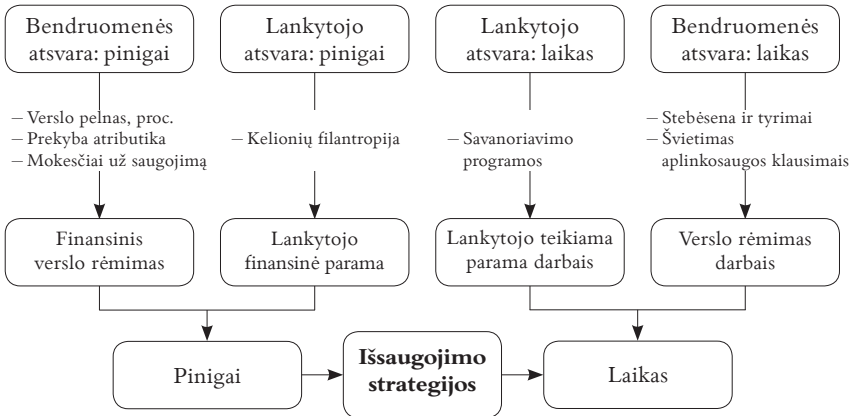 Bendruomenės
atsvara: pinigai
Lankytojo
atsvara: pinigai
Lankytojo
atsvara: laikas
Bendruomenės
atsvara: laikas
– Verslo pelnas, proc.
– Prekyba atributika
– Mokesčiai už saugojimą
– Kelionių filantropija
– Savanoriavimo
programos
– Stebėsena ir tyrimai
– Švietimas
aplinkosaugos klausimais
Finansinis
verslo rėmimas
Lankytojo
finansinė parama
Lankytojo teikiama
parama darbais
Verslo rėmimas
darbais
Pinigai
Išsaugojimo
strategijos
Laikas